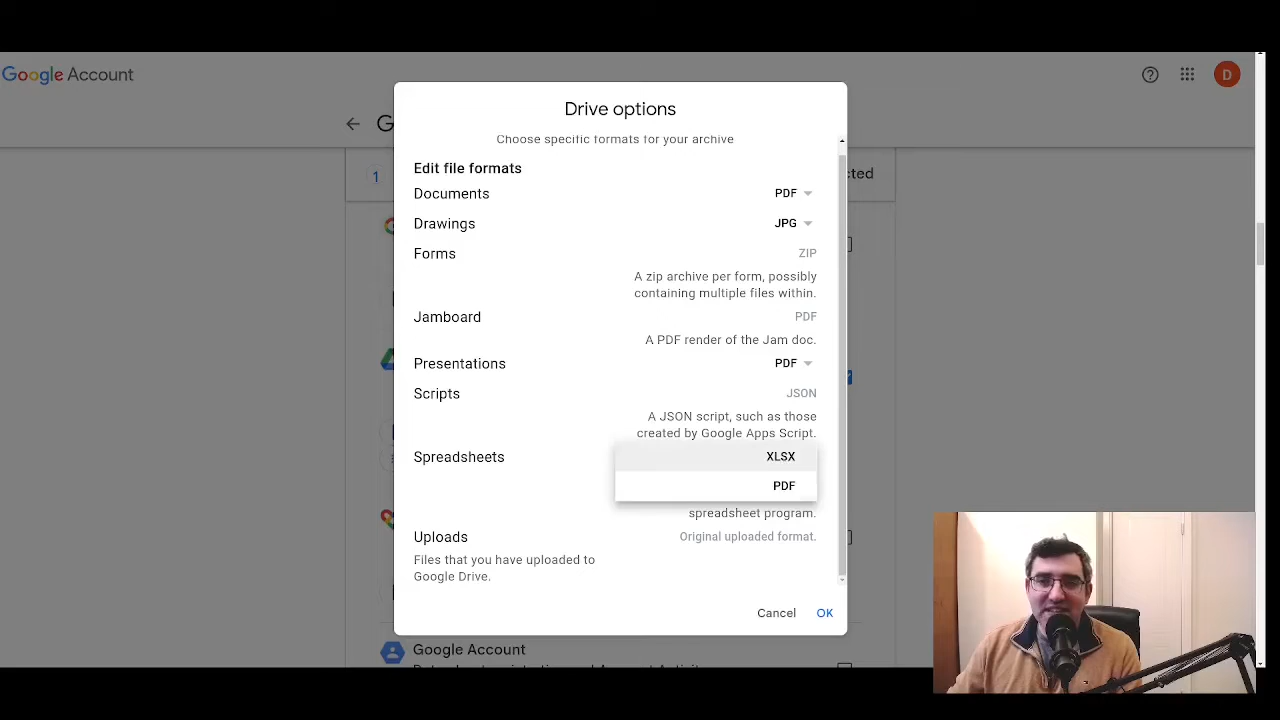 Google Account
D
Drive options
G
Choose specific formats for your archive
Edit file formats
1
cted
Documents PDF
Drawings JPG
Forms ZIP
A zip archive per form, possibly
containing multiple files within.
Jamboard PDF
A PDF render of the Jam doc.
Presentations PDF
Scripts JSON
A JSON script, such as those
created by Google Apps Script.
Spreadsheets XLSX
PDF
spreadsheet program.
Uploads Original uploaded format.
Files that you have uploaded to
Google Drive.
Cancel OK
Google Account